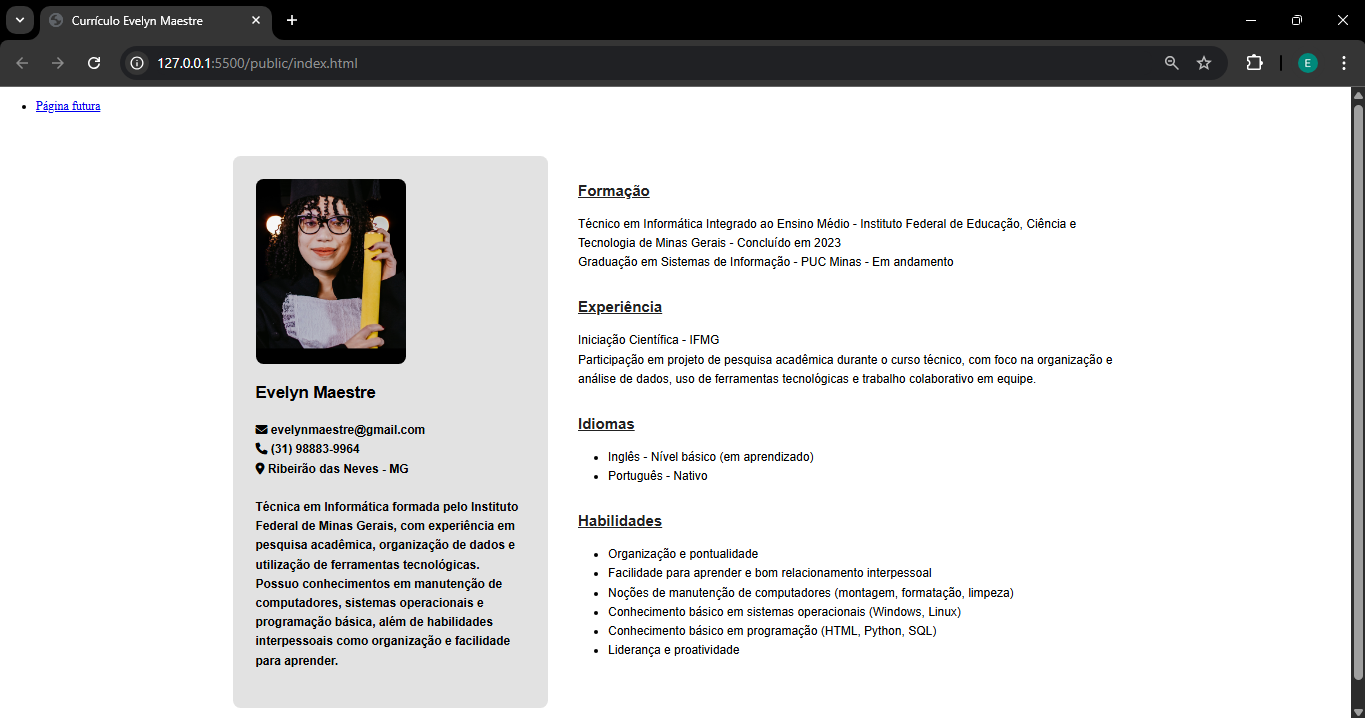 Currículo Evelyn Maestre
127.0.0.1:5500/public/index.html
E
Página futura
Evelyn Maestre
evelynmaestre@gmail.com
(31) 98883-9964
Ribeirão das Neves - MG
Técnica em Informática formada pelo Instituto
Federal de Minas Gerais, com experiência em
pesquisa acadêmica, organização de dados e
utilização de ferramentas tecnológicas.
Possuo conhecimentos em manutenção de
computadores, sistemas operacionais e
programação básica, além de habilidades
interpessoais como organização e facilidade
para aprender.
Formação
Técnico em Informática Integrado ao Ensino Médio - Instituto Federal de Educação, Ciência e
Tecnologia de Minas Gerais - Concluído em 2023
Graduação em Sistemas de Informação - PUC Minas - Em andamento
Experiência
Iniciação Científica - IFMG
Participação em projeto de pesquisa acadêmica durante o curso técnico, com foco na organização e
análise de dados, uso de ferramentas tecnológicas e trabalho colaborativo em equipe.
Idiomas
Inglês - Nível básico (em aprendizado)
Português - Nativo
Habilidades
Organização e pontualidade
Facilidade para aprender e bom relacionamento interpessoal
Noções de manutenção de computadores (montagem, formatação, limpeza)
Conhecimento básico em sistemas operacionais (Windows, Linux)
Conhecimento básico em programação (HTML, Python, SQL)
Liderança e proatividade